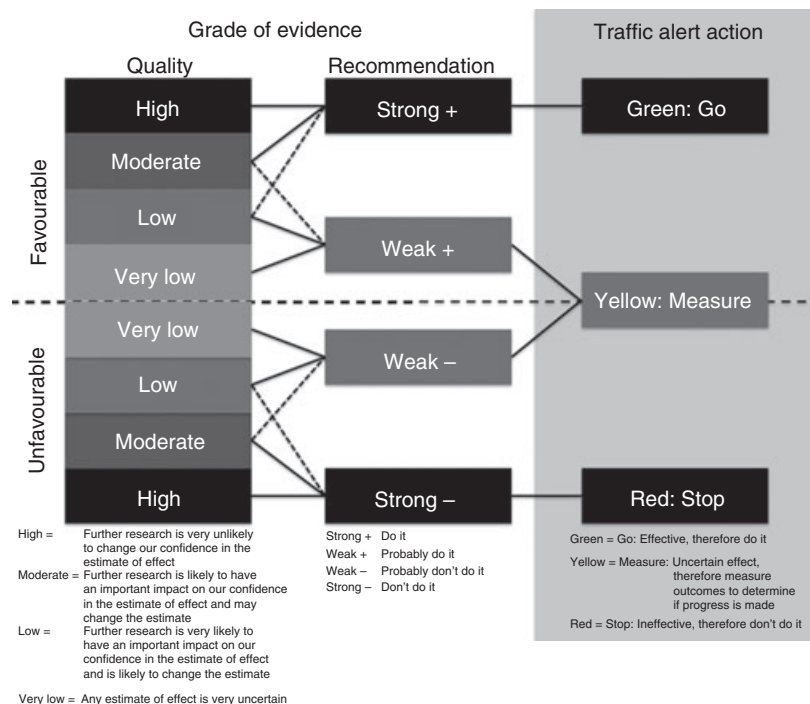 Grade of evidence
Traffic alert action
Quality
Recommendation
Favourable
Unfavourable
High
Moderate
Low
Very low
Very low
Low
Moderate
High
Strong +
Weak +
Weak –
Strong –
Green: Go
Yellow: Measure
Red: Stop
High = Further research is very unlikely
to change our confidence in the
estimate of effect
Moderate = Further research is likely to have
an important impact on our confidence
in the estimate of effect and may
change the estimate
Low = Further research is very likely to
have an important impact on our
confidence in the estimate of effect
and is likely to change the estimate
Very low = Any estimate of effect is very uncertain
Strong + Do it
Weak + Probably do it
Weak – Probably don't do it
Strong – Don't do it
Green = Go: Effective, therefore do it
Yellow = Measure: Uncertain effect,
therefore measure
outcomes to determine
if progress is made
Red = Stop: Ineffective, therefore don't do it